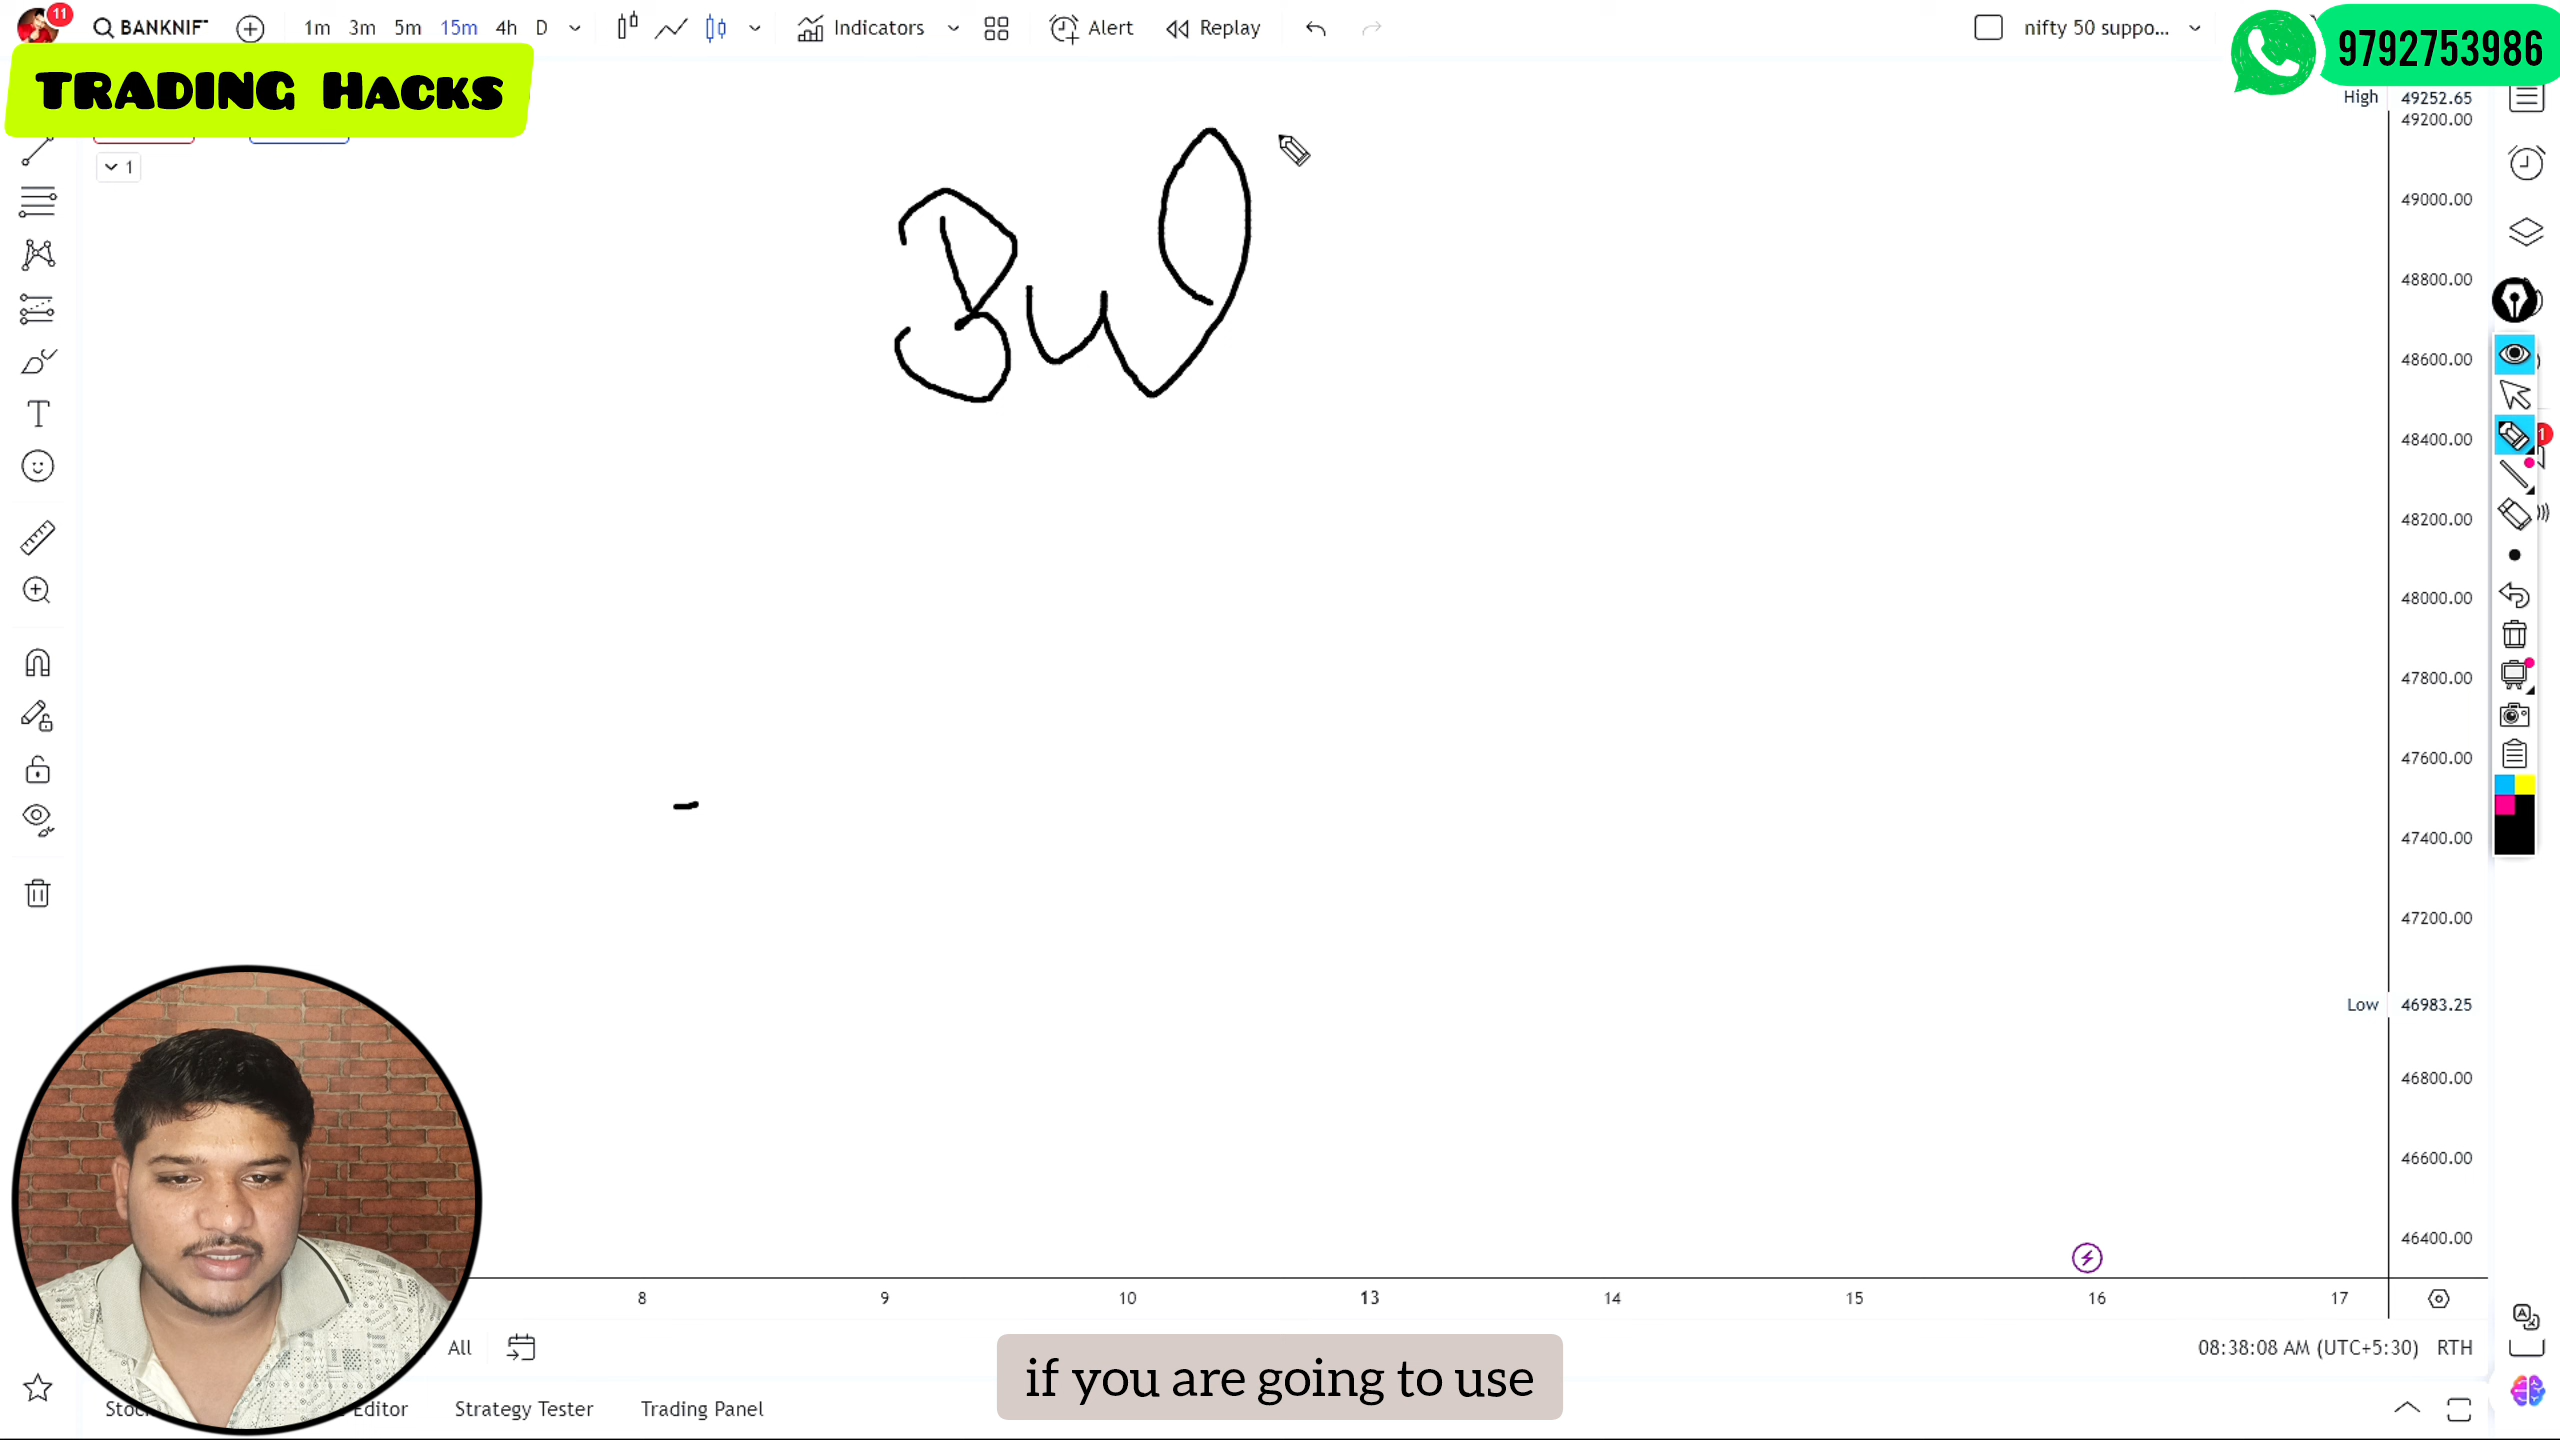 11
BANKNIF
1m 3m 5m 15m 4h D
Indicators
Alert
Replay
nifty 50 suppo...
9792753986
TRADING HACKS
1
High 49252.65
49200.00
49000.00
48800.00
48600.00
48400.00
1
48200.00
48000.00
47800.00
47600.00
47400.00
47200.00
Low 46983.25
46800.00
46600.00
46400.00
8 9 10 13 14 15 16 17
All
08:38:08 AM (UTC+5:30) RTH
if you are going to use
Editor Strategy Tester Trading Panel